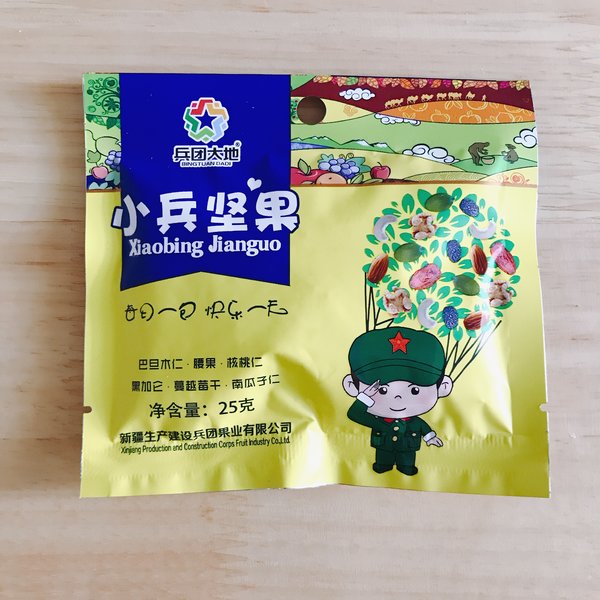 兵团大地®
BINGTUAN DADI
小兵坚果
Xiaobing Jianguo
每日一包 快乐一天
巴旦木仁·腰果·核桃仁
黑加仑·蔓越莓干·南瓜子仁
净含量：25克
新疆生产建设兵团果业有限公司
Xinjiang Production and Construction Corps Fruit Industry Co.,Ltd.